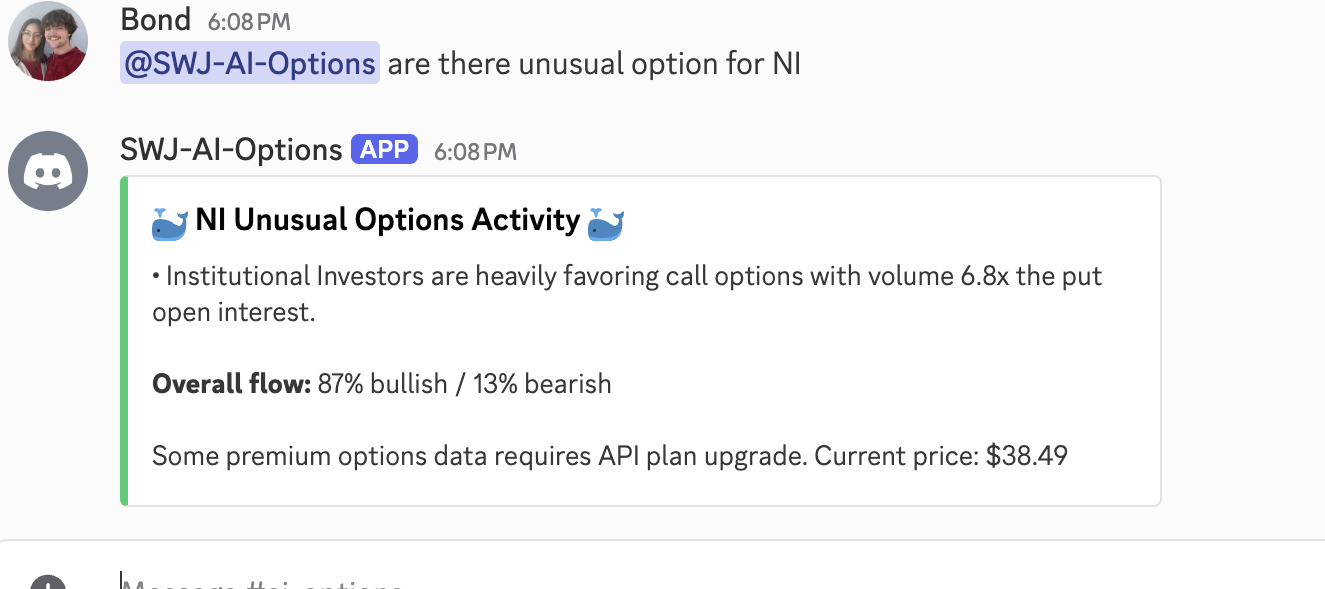 Bond 6:08 PM
@SWJ-AI-Options are there unusual option for NI
SWJ-AI-Options APP 6:08 PM
NI Unusual Options Activity
• Institutional Investors are heavily favoring call options with volume 6.8x the put
open interest.
Overall flow: 87% bullish / 13% bearish
Some premium options data requires API plan upgrade. Current price: $38.49
Message #ai-options